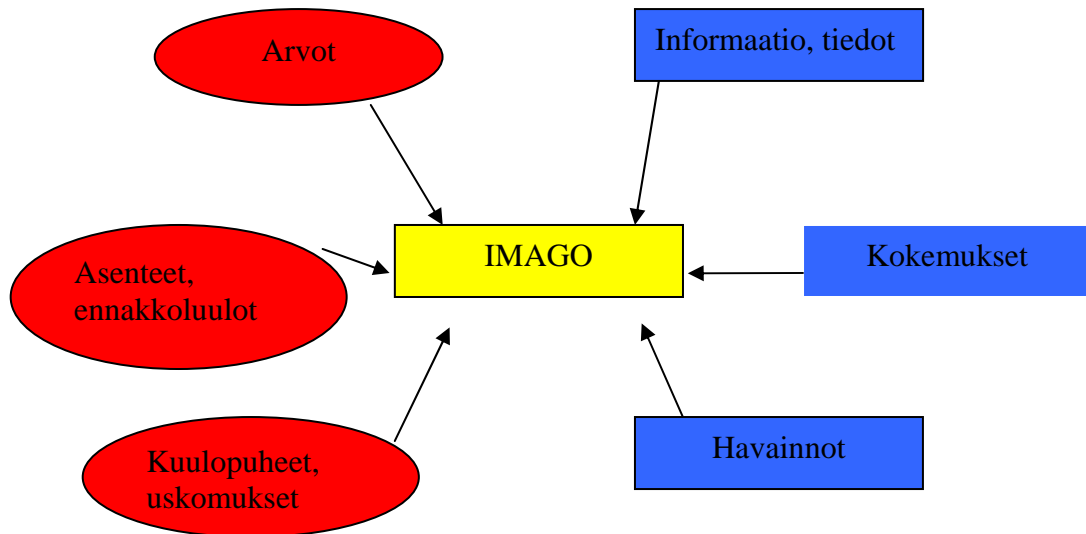 Arvot
Informaatio, tiedot
IMAGO
Kokemukset
Asenteet,
ennakkoluulot
Havainnot
Kuulopuheet,
uskomukset